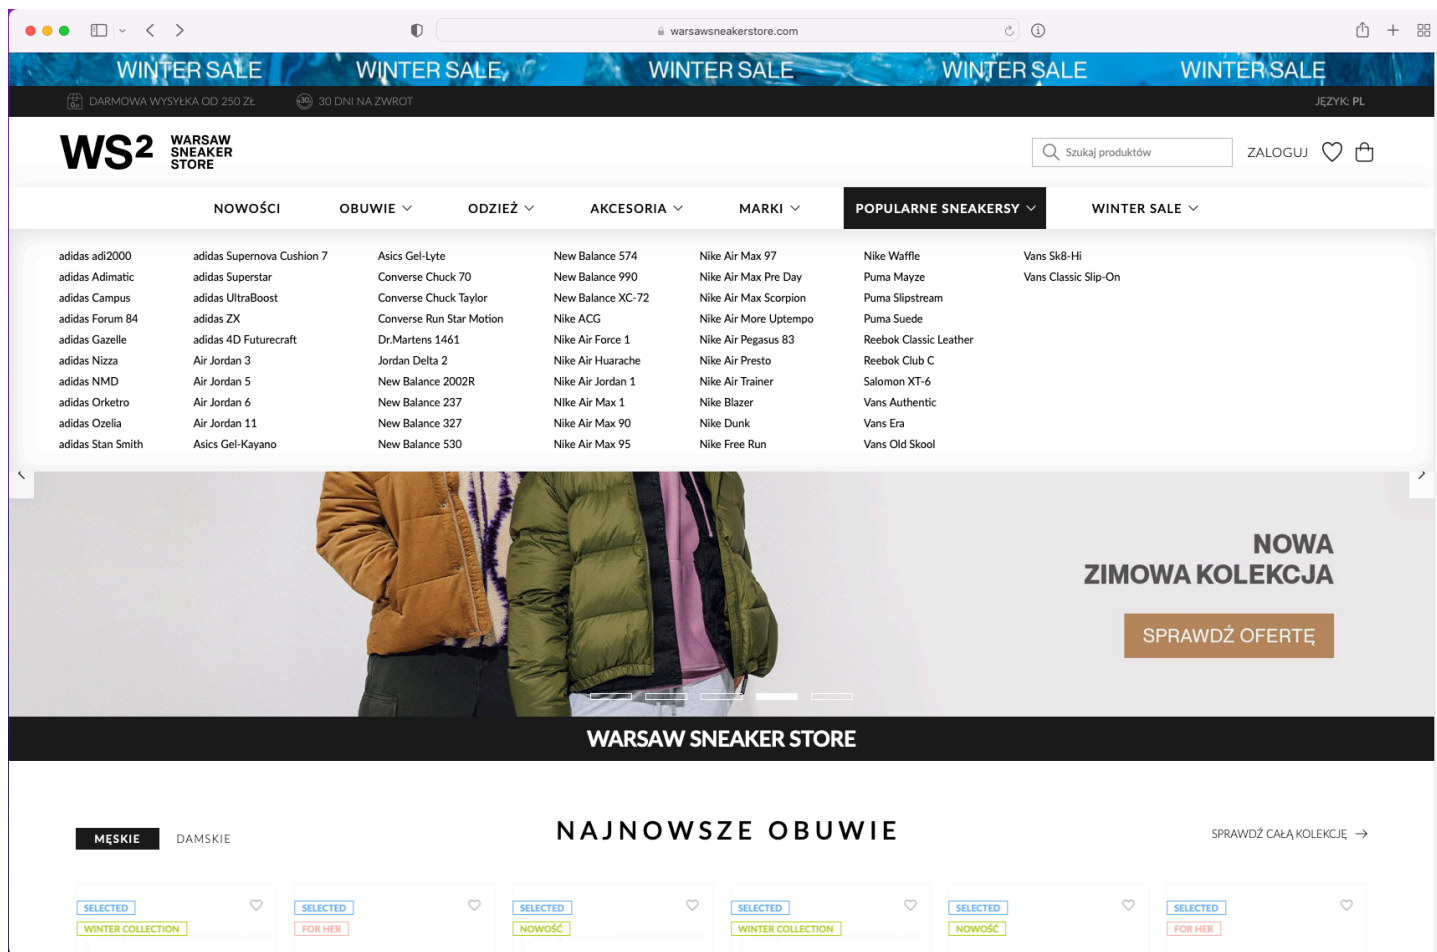 warsawsneakerstore.com
WINTER SALE WINTER SALE WINTER SALE WINTER SALE WINTER SALE
DARMOWA WYSYŁKA OD 250 ZŁ 30 DNI NA ZWROT JĘZYK: PL
WS2 WARSAW
SNEAKER
STORE
Szukaj produktów ZALOGUJ
NOWOŚCI OBUWIE ODZIEŻ AKCESORIA MARKI POPULARNE SNEAKERSY WINTER SALE
adidas adi2000
adidas Adimatic
adidas Campus
adidas Forum 84
adidas Gazelle
adidas Nizza
adidas NMD
adidas Orketro
adidas Ozelia
adidas Stan Smith
adidas Supernova Cushion 7
adidas Superstar
adidas UltraBoost
adidas ZX
adidas 4D Futurecraft
Air Jordan 3
Air Jordan 5
Air Jordan 6
Air Jordan 11
Asics Gel-Kayano
Asics Gel-Lyte
Converse Chuck 70
Converse Chuck Taylor
Converse Run Star Motion
Dr.Martens 1461
Jordan Delta 2
New Balance 2002R
New Balance 237
New Balance 327
New Balance 530
New Balance 574
New Balance 990
New Balance XC-72
Nike ACG
Nike Air Force 1
Nike Air Huarache
Nike Air Jordan 1
NIke Air Max 1
Nike Air Max 90
Nike Air Max 95
Nike Air Max 97
Nike Air Max Pre Day
Nike Air Max Scorpion
Nike Air More Uptempo
Nike Air Pegasus 83
Nike Air Presto
Nike Air Trainer
Nike Blazer
Nike Dunk
Nike Free Run
Nike Waffle
Puma Mayze
Puma Slipstream
Puma Suede
Reebok Classic Leather
Reebok Club C
Salomon XT-6
Vans Authentic
Vans Era
Vans Old Skool
Vans Sk8-Hi
Vans Classic Slip-On
NOWA
ZIMOWA KOLEKCJA
SPRAWDŹ OFERTĘ
WARSAW SNEAKER STORE
MĘSKIE DAMSKIE NAJNOWSZE OBUWIE SPRAWDŹ CAŁĄ KOLEKCJĘ
SELECTED SELECTED SELECTED SELECTED SELECTED SELECTED
WINTER COLLECTION FOR HER NOWOŚĆ WINTER COLLECTION NOWOŚĆ FOR HER